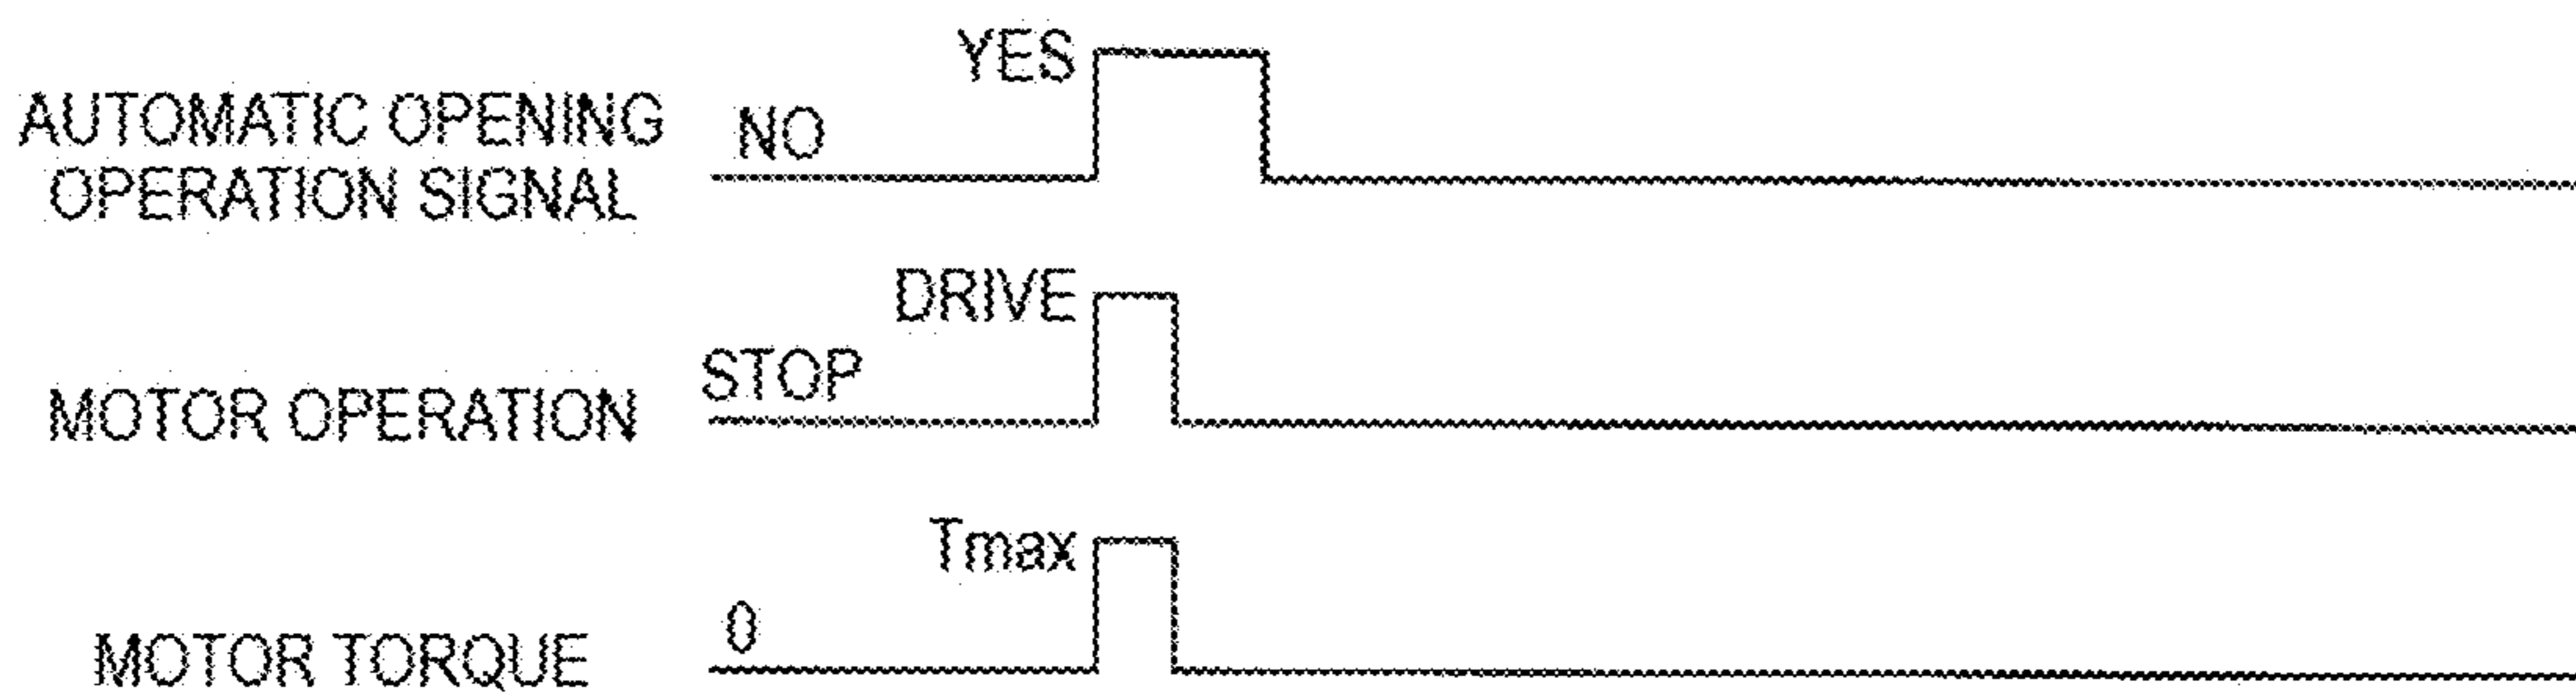 YES
AUTOMATIC OPENING
NO
OPERATION SIGNAL
DRIVE
STOP
MOTOR OPERATION
Tmax
0
MOTOR TORQUE